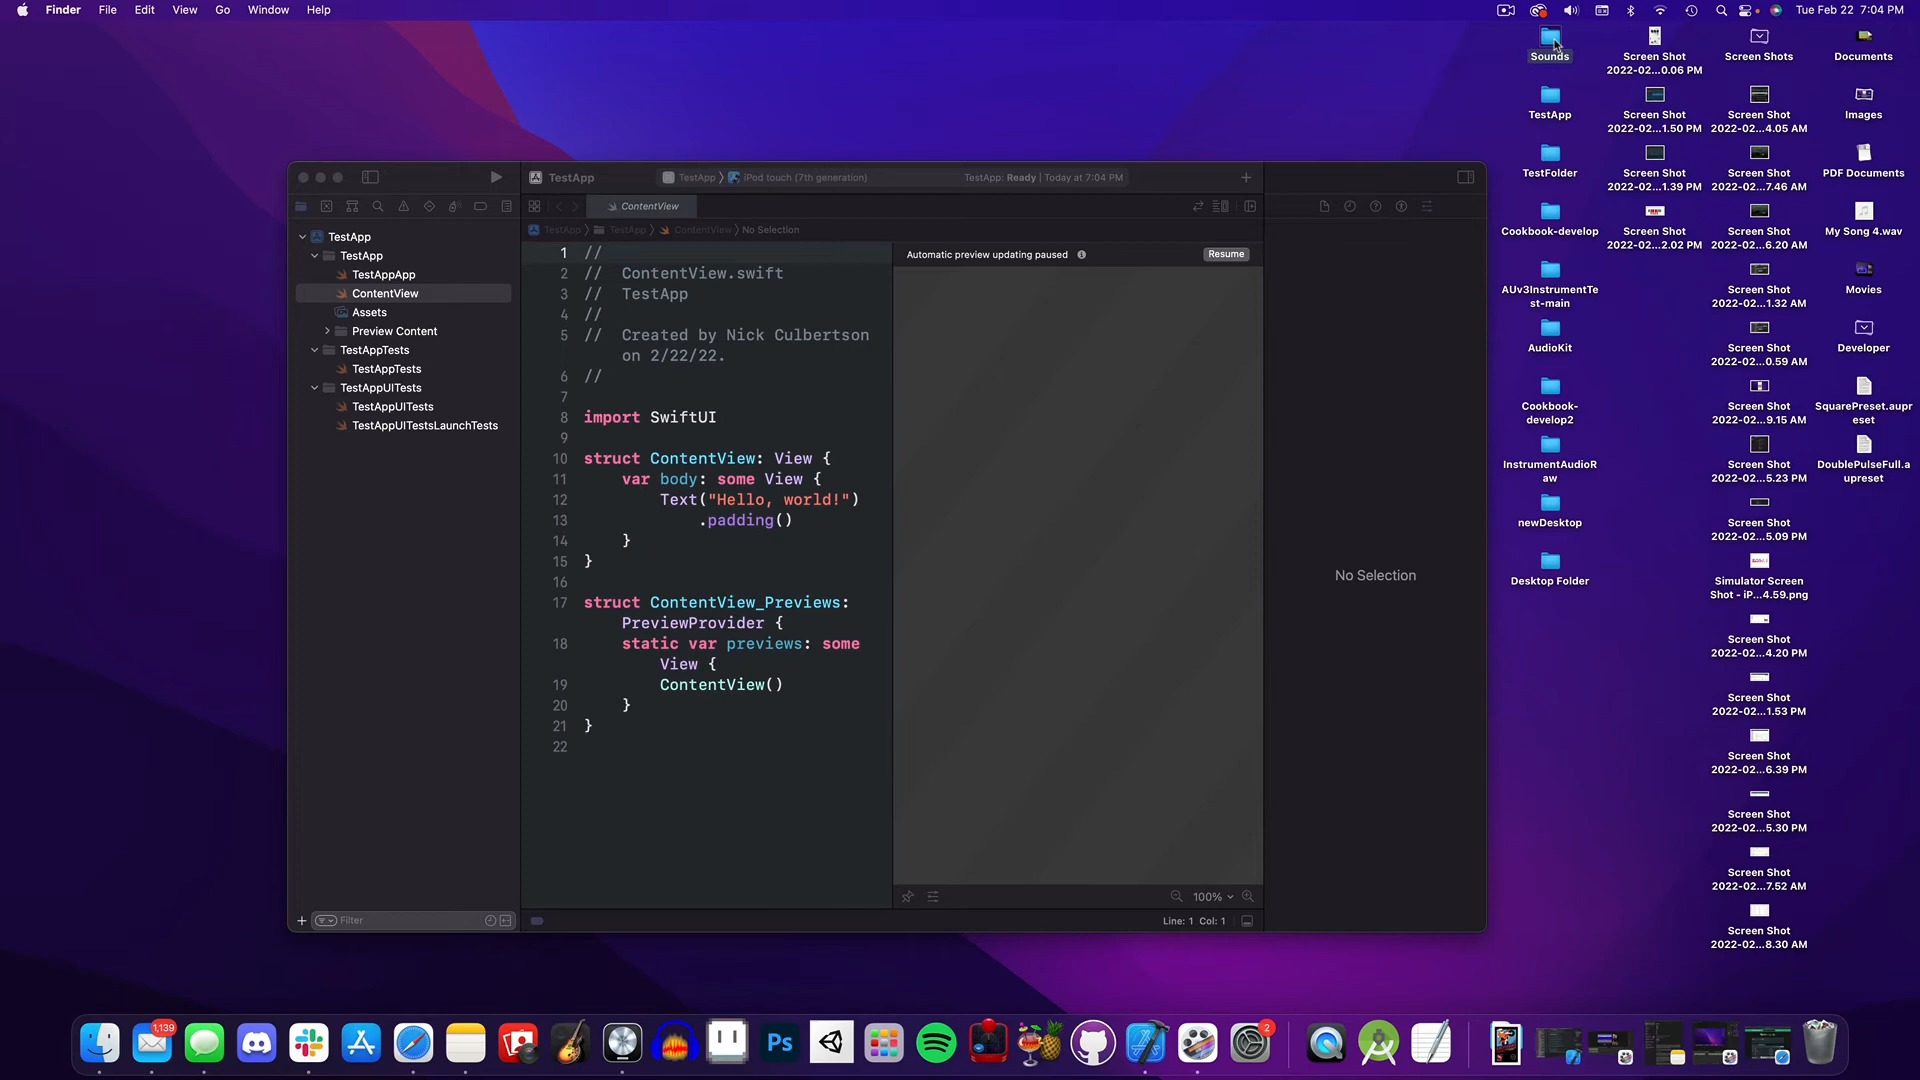 Finder File Edit View Go Window Help Tue Feb 22 7:04 PM
TestApp TestApp iPod touch (7th generation) TestApp: Ready | Today at 7:04 PM
ContentView
TestApp TestApp ContentView No Selection
TestApp
TestApp
TestAppApp
ContentView
Assets
Preview Content
TestAppTests
TestAppTests
TestAppUITests
TestAppUITests
TestAppUITestsLaunchTests
Filter
1 //
2 // ContentView.swift
3 // TestApp
4 //
5 // Created by Nick Culbertson
on 2/22/22.
6 //
7
8 import SwiftUI
9
10 struct ContentView: View {
11 var body: some View {
12 Text("Hello, world!")
13 .padding()
14 }
15 }
16
17 struct ContentView_Previews:
PreviewProvider {
18 static var previews: some
View {
19 ContentView()
20 }
21 }
22
Automatic preview updating paused Resume
100%
Line: 1 Col: 1
No Selection
Sounds
TestApp
TestFolder
Cookbook-develop
AUv3InstrumentTe
st-main
AudioKit
Cookbook-
develop2
InstrumentAudioR
aw
newDesktop
Desktop Folder
Screen Shot
2022-02...0.06 PM
Screen Shot
2022-02...1.50 PM
Screen Shot
2022-02...1.39 PM
Screen Shot
2022-02...2.02 PM
Screen Shots
Screen Shot
2022-02...4.05 AM
Screen Shot
2022-02...7.46 AM
Screen Shot
2022-02...6.20 AM
Screen Shot
2022-02...1.32 AM
Screen Shot
2022-02...0.59 AM
Screen Shot
2022-02...9.15 AM
Screen Shot
2022-02...5.23 PM
Screen Shot
2022-02...5.09 PM
Simulator Screen
Shot - iP...4.59.png
Screen Shot
2022-02...4.20 PM
Screen Shot
2022-02...1.53 PM
Screen Shot
2022-02...6.39 PM
Screen Shot
2022-02...5.30 PM
Screen Shot
2022-02...7.52 AM
Screen Shot
2022-02...8.30 AM
Documents
Images
PDF Documents
My Song 4.wav
Movies
Developer
SquarePreset.aupr
eset
DoublePulseFull.a
upreset
1,139
Ps
2